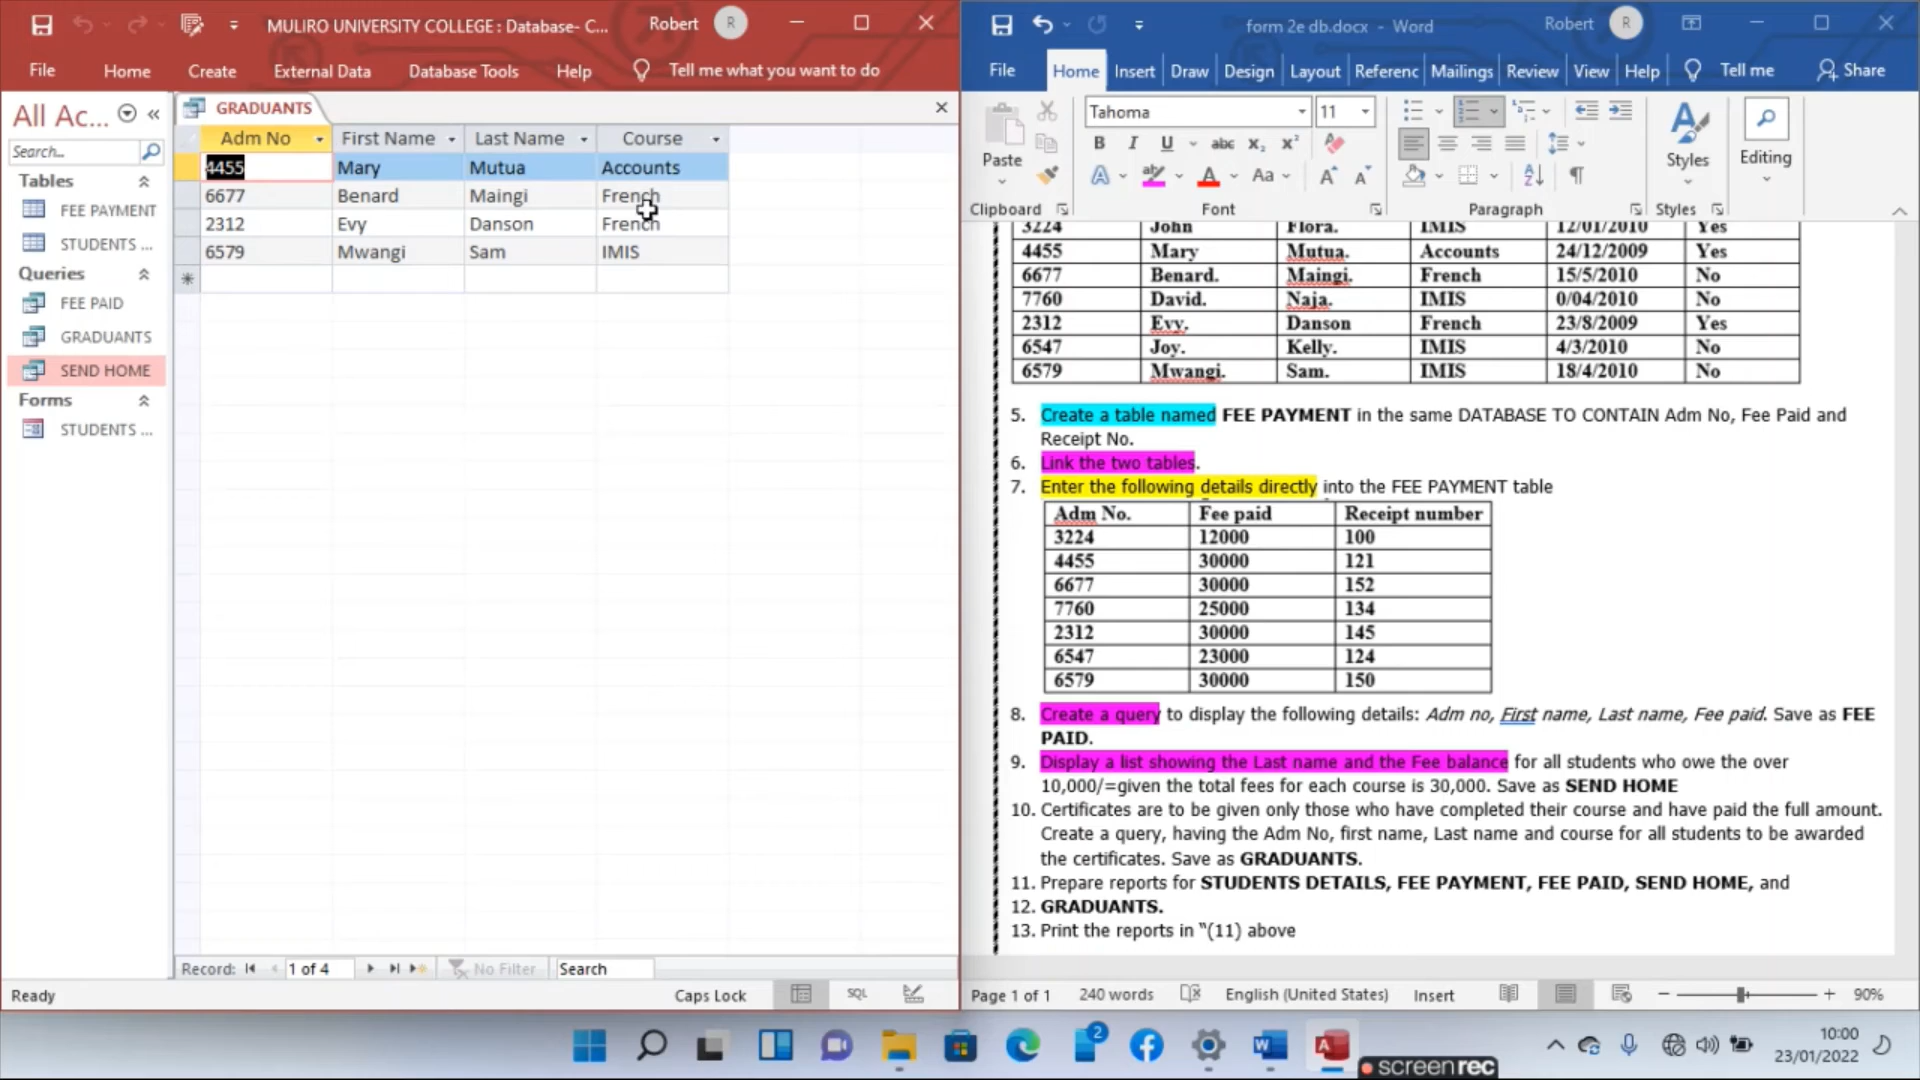 MULIRO UNIVERSITY COLLEGE : Database- C...
Robert
R
File
Home
Create
External Data
Database Tools
Help
Tell me what you want to do
All Ac...
Search...
Tables
FEE PAYMENT
STUDENTS ...
Queries
FEE PAID
GRADUANTS
SEND HOME
Forms
STUDENTS ...
GRADUANTS
Adm No First Name Last Name Course
4455 Mary Mutua Accounts
6677 Benard Maingi French
2312 Evy Danson French
6579 Mwangi Sam IMIS
Record: 1 of 4 No Filter Search
Ready
Caps Lock
SQL
form 2e db.docx - Word
Robert
R
File Home Insert Draw Design Layout Referenc Mailings Review View Help Tell me Share
Paste
Clipboard
Tahoma 11
B I U abc x₂ x²
A A Aa A A
Font
Paragraph
Styles
Styles
Editing
3224 John Flora. IMIS 12/01/2010 Yes
4455 Mary Mutua. Accounts 24/12/2009 Yes
6677 Benard. Maingi. French 15/5/2010 No
7760 David. Naja. IMIS 0/04/2010 No
2312 Evy. Danson French 23/8/2009 Yes
6547 Joy. Kelly. IMIS 4/3/2010 No
6579 Mwangi. Sam. IMIS 18/4/2010 No
5. Create a table named FEE PAYMENT in the same DATABASE TO CONTAIN Adm No, Fee Paid and
Receipt No.
6. Link the two tables.
7. Enter the following details directly into the FEE PAYMENT table
Adm No. Fee paid Receipt number
3224 12000 100
4455 30000 121
6677 30000 152
7760 25000 134
2312 30000 145
6547 23000 124
6579 30000 150
8. Create a query to display the following details: Adm no, First name, Last name, Fee paid. Save as FEE
PAID.
9. Display a list showing the Last name and the Fee balance for all students who owe the over
10,000/=given the total fees for each course is 30,000. Save as SEND HOME
10. Certificates are to be given only those who have completed their course and have paid the full amount.
Create a query, having the Adm No, first name, Last name and course for all students to be awarded
the certificates. Save as GRADUANTS.
11. Prepare reports for STUDENTS DETAILS, FEE PAYMENT, FEE PAID, SEND HOME, and
12. GRADUANTS.
13. Print the reports in "(11) above
Page 1 of 1 240 words English (United States) Insert 90%
2
10:00
23/01/2022
screenrec